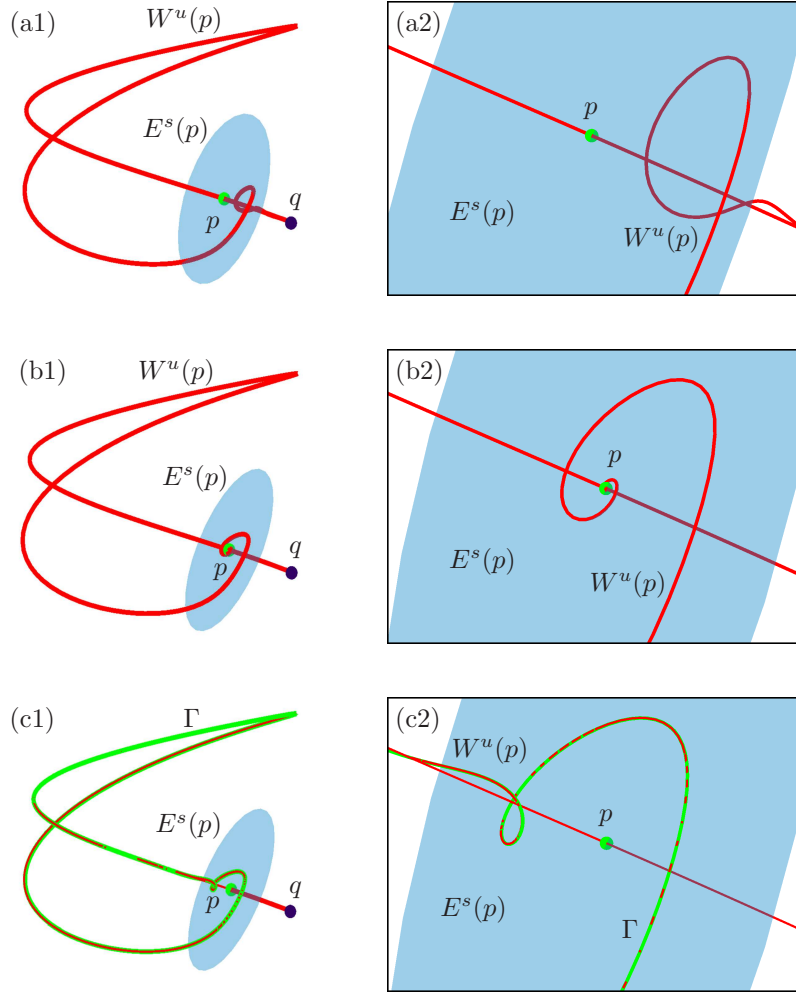 (a1)
W^u(p)
E^s(p)
p
q
(a2)
p
E^s(p)
W^u(p)
(b1)
W^u(p)
E^s(p)
p
q
(b2)
p
E^s(p)
W^u(p)
(c1)
Γ
E^s(p)
p
q
(c2)
W^u(p)
p
E^s(p)
Γ